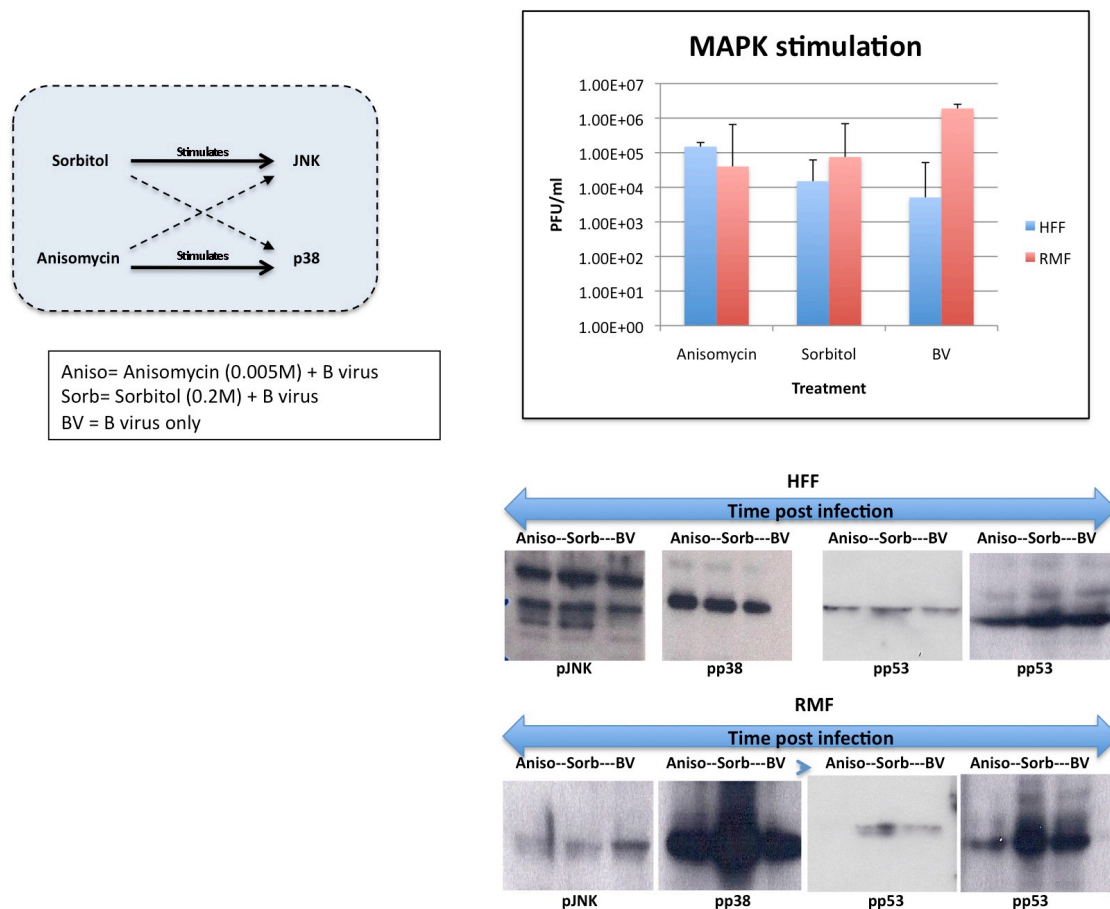 Sorbitol
Stimulates
JNK
Anisomycin
Stimulates
p38
Aniso= Anisomycin (0.005M) + B virus
Sorb= Sorbitol (0.2M) + B virus
BV = B virus only
MAPK stimulation
1.00E+07
1.00E+06
1.00E+05
1.00E+04
1.00E+03
1.00E+02
1.00E+01
1.00E+00
PFU/ml
Anisomycin Sorbitol BV
Treatment
HFF
RMF
HFF
Time post infection
Aniso--Sorb---BV Aniso--Sorb---BV Aniso--Sorb---BV Aniso--Sorb---BV
pJNK pp38 pp53 pp53
RMF
Time post infection
Aniso--Sorb---BV Aniso--Sorb---BV Aniso--Sorb---BV Aniso--Sorb---BV
pJNK pp38 pp53 pp53